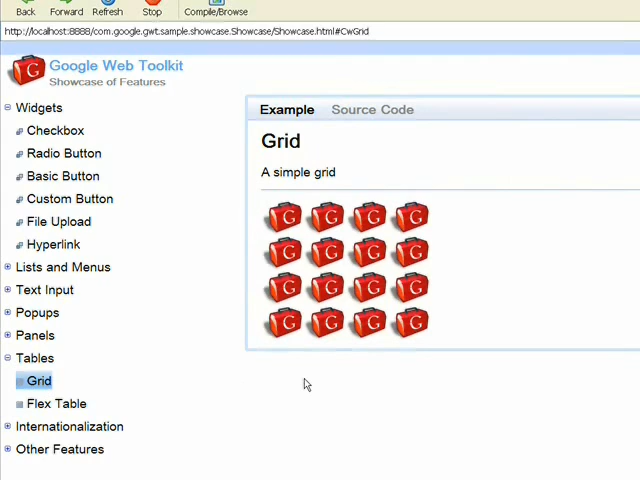 Back Forward Refresh Stop Compile/Browse
http://localhost:8888/com.google.gwt.sample.showcase.Showcase/Showcase.html#CwGrid
Google Web Toolkit
Showcase of Features
Widgets
Checkbox
Radio Button
Basic Button
Custom Button
File Upload
Hyperlink
Lists and Menus
Text Input
Popups
Panels
Tables
Grid
Flex Table
Internationalization
Other Features
Example Source Code
Grid
A simple grid
G G G G
G G G G
G G G G
G G G G